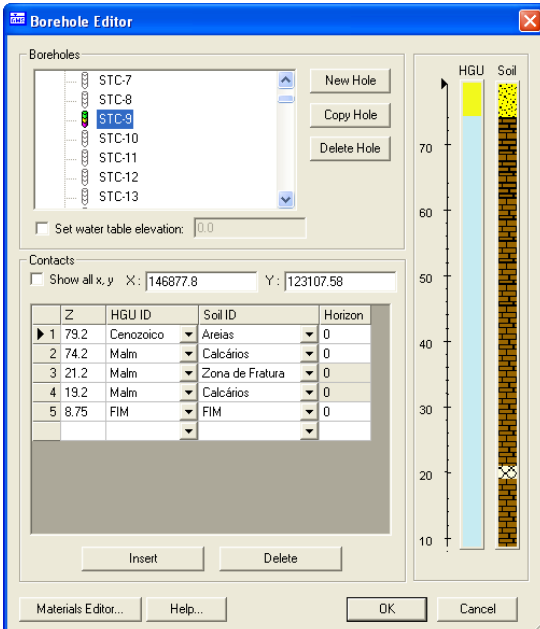 GMS Borehole Editor
Boreholes
STC-7
STC-8
STC-9
STC-10
STC-11
STC-12
STC-13
New Hole
Copy Hole
Delete Hole
Set water table elevation: 0.0
Contacts
Show all x, y X: 146877.8 Y: 123107.58
Z HGU ID Soil ID Horizon
1 79.2 Cenozoico Areias 0
2 74.2 Malm Calcários 0
3 21.2 Malm Zona de Fratura 0
4 19.2 Malm Calcários 0
5 8.75 FIM FIM 0
Insert Delete
HGU Soil
70
60
50
40
30
20
10
Materials Editor... Help... OK Cancel